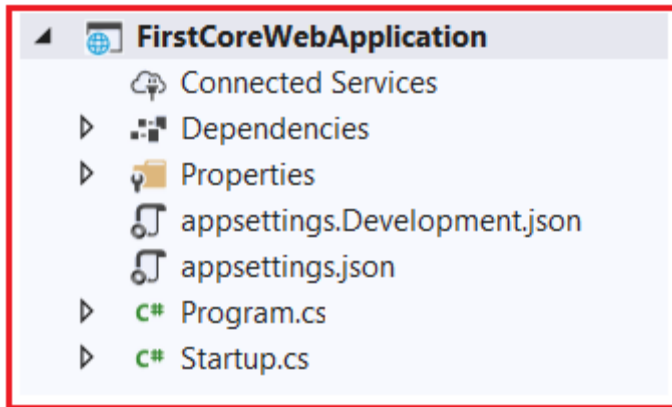 FirstCoreWebApplication
Connected Services
Dependencies
Properties
appsettings.Development.json
appsettings.json
C# Program.cs
C# Startup.cs